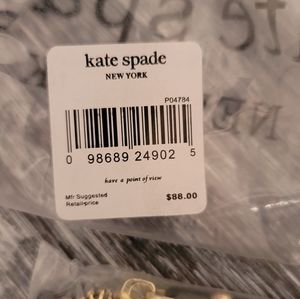 kate spade
NEW YORK
P04784
0 98689 24902 5
have a point of view
Mfr Suggested
Retail price
$88.00